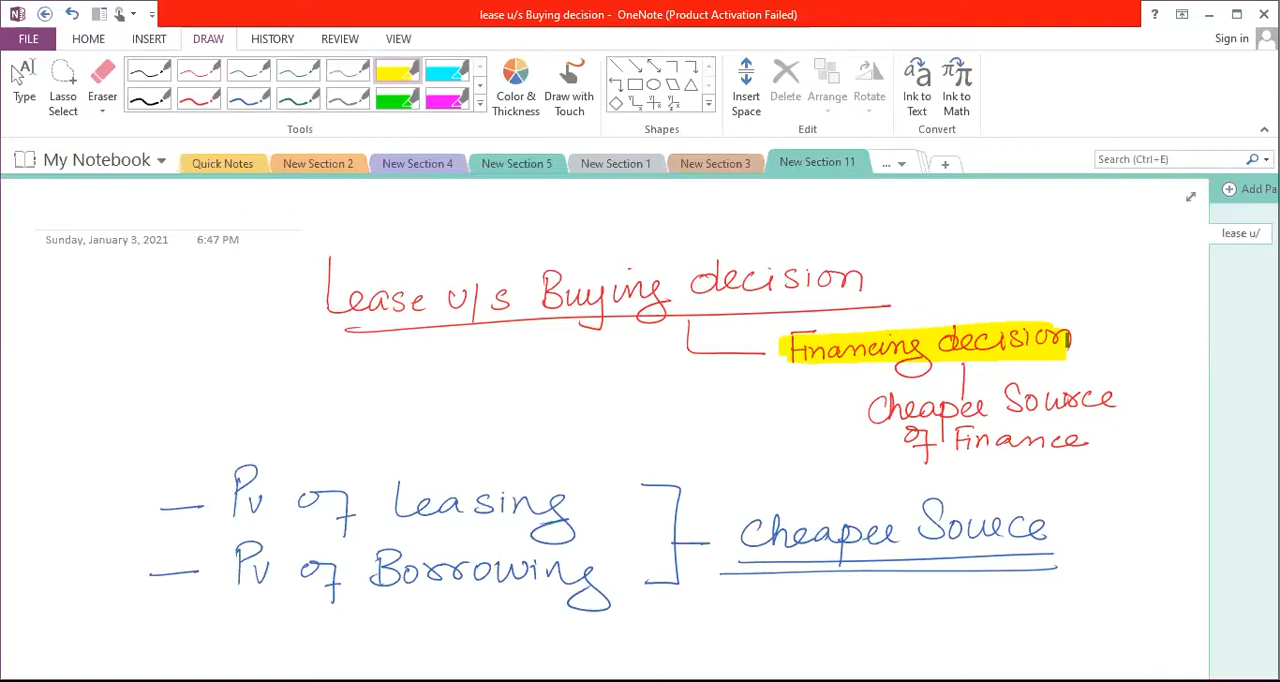 lease u/s Buying decision - OneNote (Product Activation Failed)
FILE HOME INSERT DRAW HISTORY REVIEW VIEW
Sign in
Type
Lasso Select
Eraser
Color & Thickness
Draw with Touch
Insert Space
Delete
Arrange
Rotate
Ink to Text
Ink to Math
Tools
Shapes
Edit
Convert
My Notebook
Quick Notes
New Section 2
New Section 4
New Section 5
New Section 1
New Section 3
New Section 11
...
Search (Ctrl+E)
Add Pa
lease u/
Sunday, January 3, 2021 6:47 PM
Lease v/s Buying decision
Financing decision
Cheaper Source
of Finance
- Pv of Leasing
- Pv of Borrowing
Cheaper Source